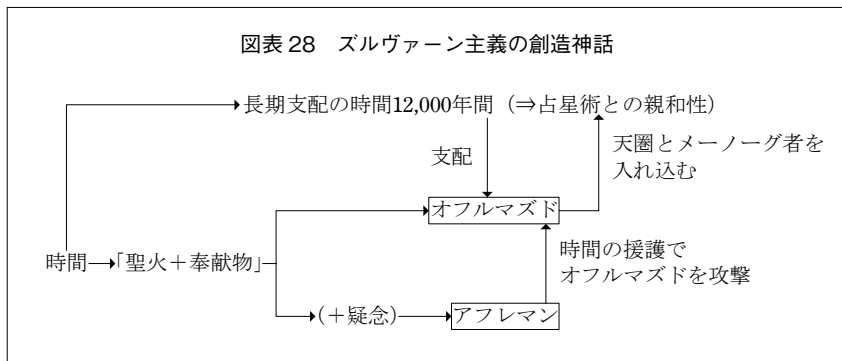 図表 28　ズルヴァーン主義の創造神話
長期支配の時間12,000年間（⇒占星術との親和性）
支配
天圏とメーノーグ者を
入れ込む
オフルマズド
時間
「聖火＋奉献物」
時間の援護で
オフルマズドを攻撃
（＋疑念）
アフレマン